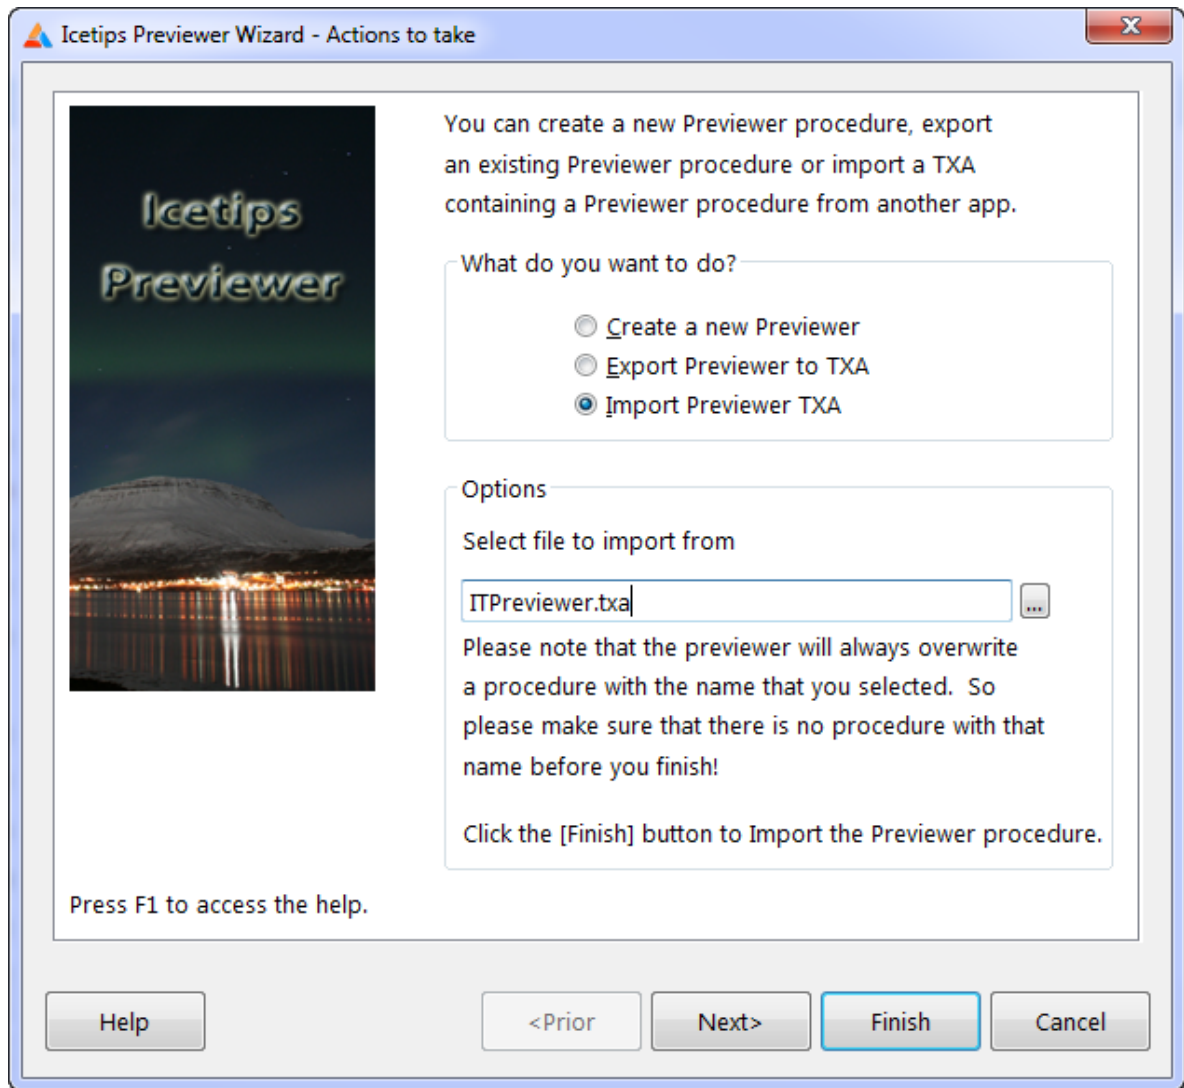 Icetips Previewer Wizard - Actions to take
X
Icetips
Previewer
You can create a new Previewer procedure, export
an existing Previewer procedure or import a TXA
containing a Previewer procedure from another app.
What do you want to do?
Create a new Previewer
Export Previewer to TXA
Import Previewer TXA
Options
Select file to import from
ITPreviewer.txa
...
Please note that the previewer will always overwrite
a procedure with the name that you selected.  So
please make sure that there is no procedure with that
name before you finish!
Click the [Finish] button to Import the Previewer procedure.
Press F1 to access the help.
Help
<Prior
Next>
Finish
Cancel